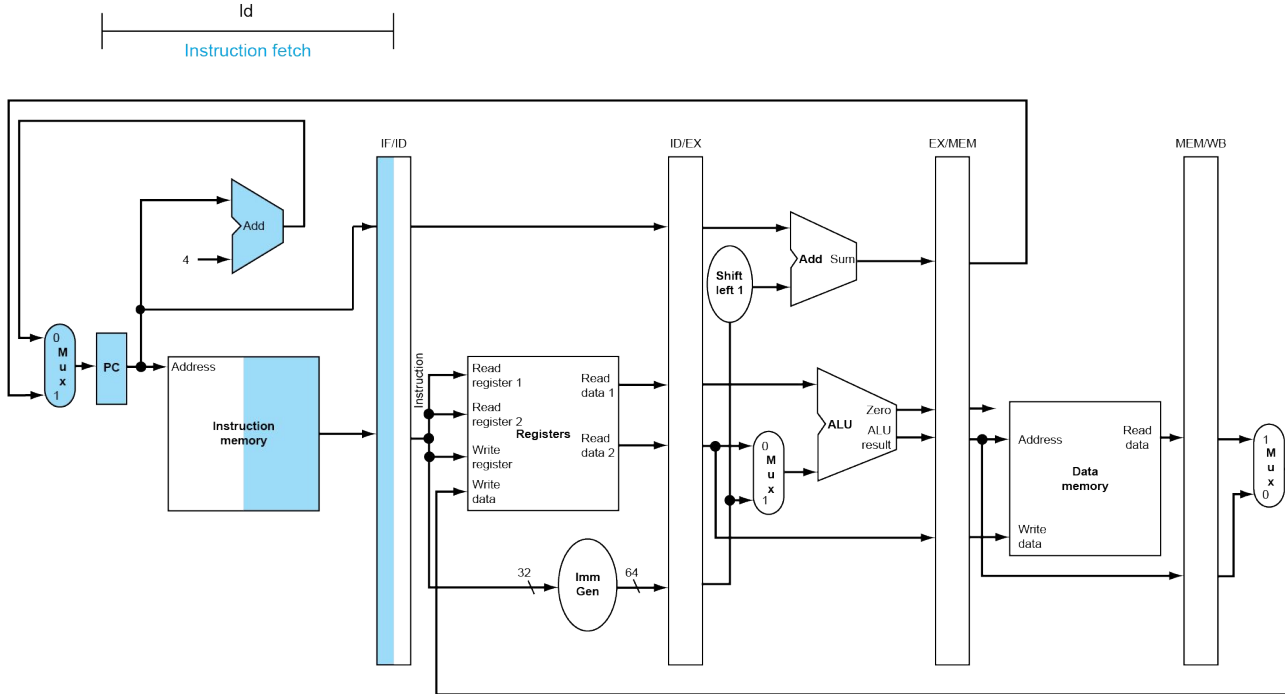 ld
Instruction fetch
IF/ID
ID/EX
EX/MEM
MEM/WB
Add
4
Add Sum
Shift
left 1
0
M
u
x
1
PC
Address
Instruction
memory
Instruction
Read
register 1
Read
register 2
Write
register
Write
data
Registers
Read
data 1
Read
data 2
0
M
u
x
1
Zero
ALU
ALU
result
Address
Read
data
Data
memory
Write
data
1
M
u
x
0
32
Imm
Gen
64